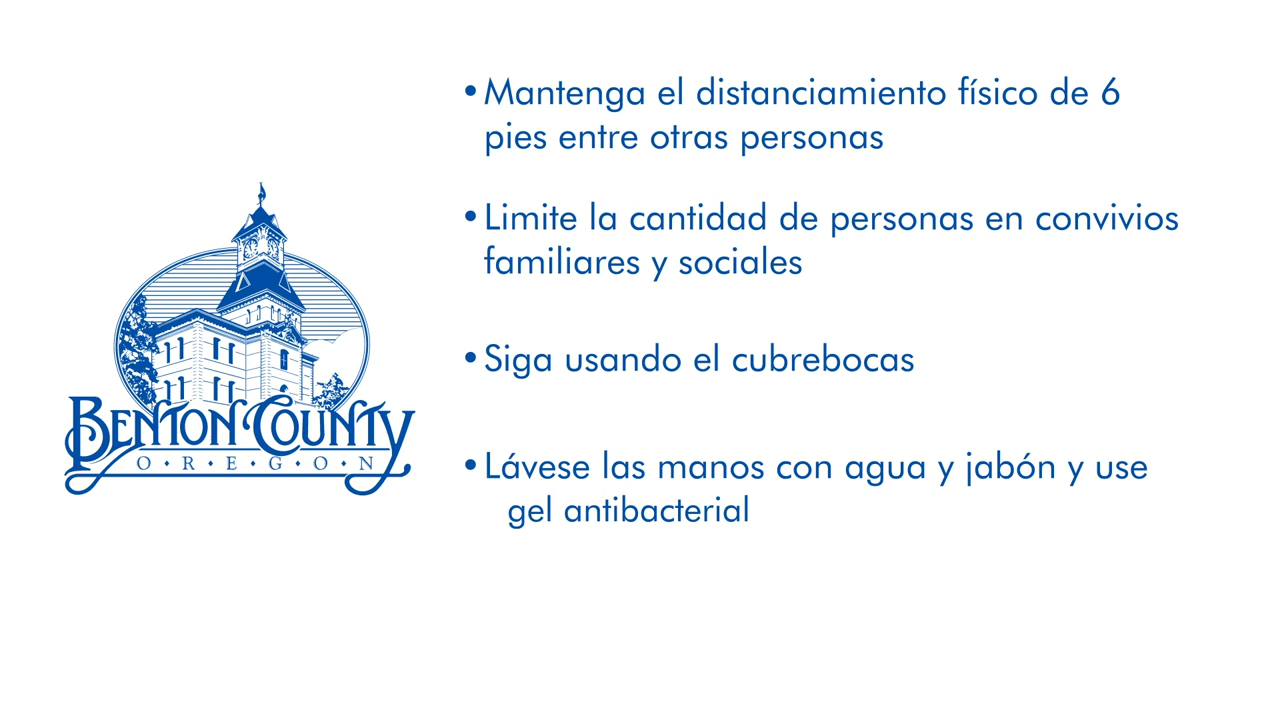 • Mantenga el distanciamiento físico de 6
pies entre otras personas
• Limite la cantidad de personas en convivios
familiares y sociales
• Siga usando el cubrebocas
• Lávese las manos con agua y jabón y use
gel antibacterial
BENTON COUNTY
O•R•E•G•O•N